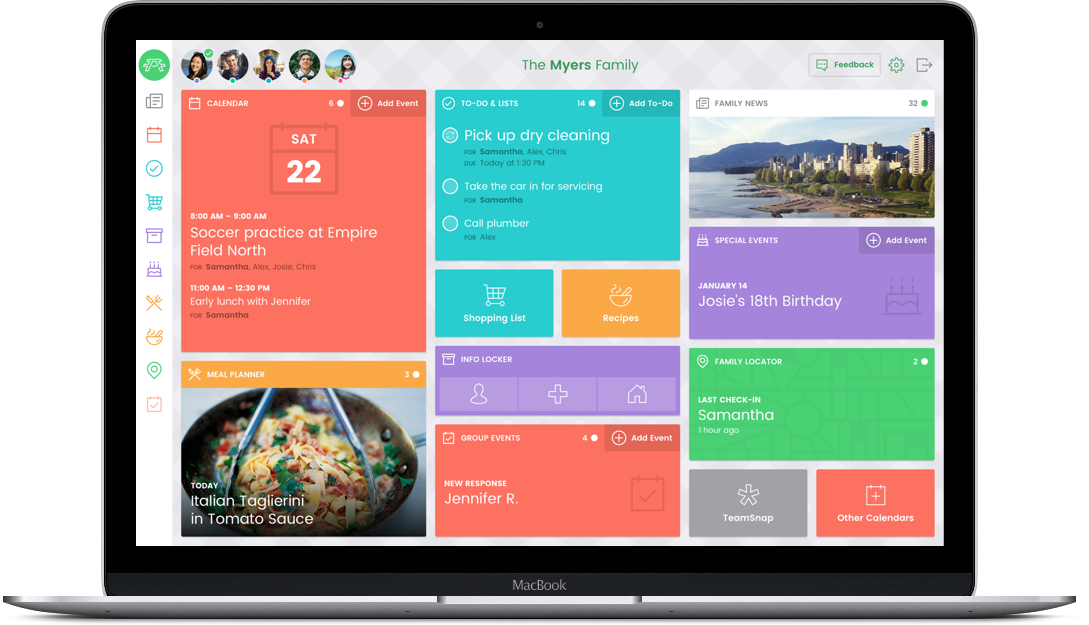 The Myers Family
Feedback
CALENDAR
6
Add Event
SAT
22
8:00 AM – 9:00 AM
Soccer practice at Empire
Field North
FOR Samantha, Alex, Josie, Chris
11:00 AM – 12:30 PM
Early lunch with Jennifer
FOR Samantha
MEAL PLANNER
3
TODAY
Italian Taglierini
in Tomato Sauce
TO-DO & LISTS
14
Add To-Do
Pick up dry cleaning
FOR Samantha, Alex, Chris
DUE Today at 1:30 PM
Take the car in for servicing
FOR Samantha
Call plumber
FOR Alex
Shopping List
Recipes
INFO LOCKER
GROUP EVENTS
4
Add Event
NEW RESPONSE
Jennifer R.
FAMILY NEWS
32
SPECIAL EVENTS
Add Event
JANUARY 14
Josie's 18th Birthday
FAMILY LOCATOR
2
LAST CHECK-IN
Samantha
1 hour ago
TeamSnap
Other Calendars
MacBook